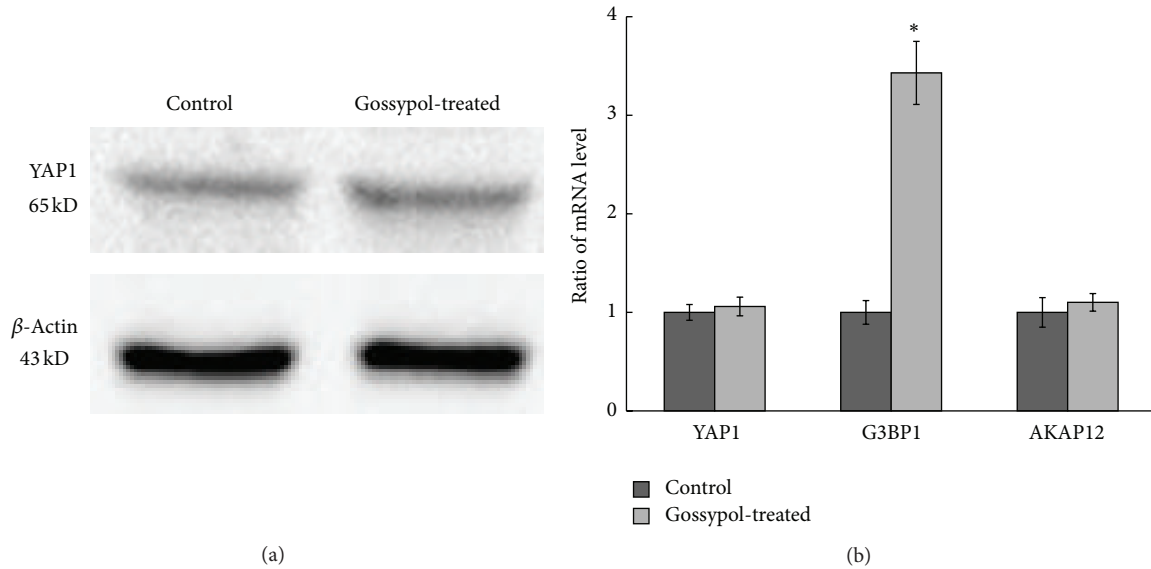 Control Gossypol-treated
YAP1
65 kD
β-Actin
43 kD
(a)
4
3
2
1
0
Ratio of mRNA level
*
YAP1 G3BP1 AKAP12
Control
Gossypol-treated
(b)